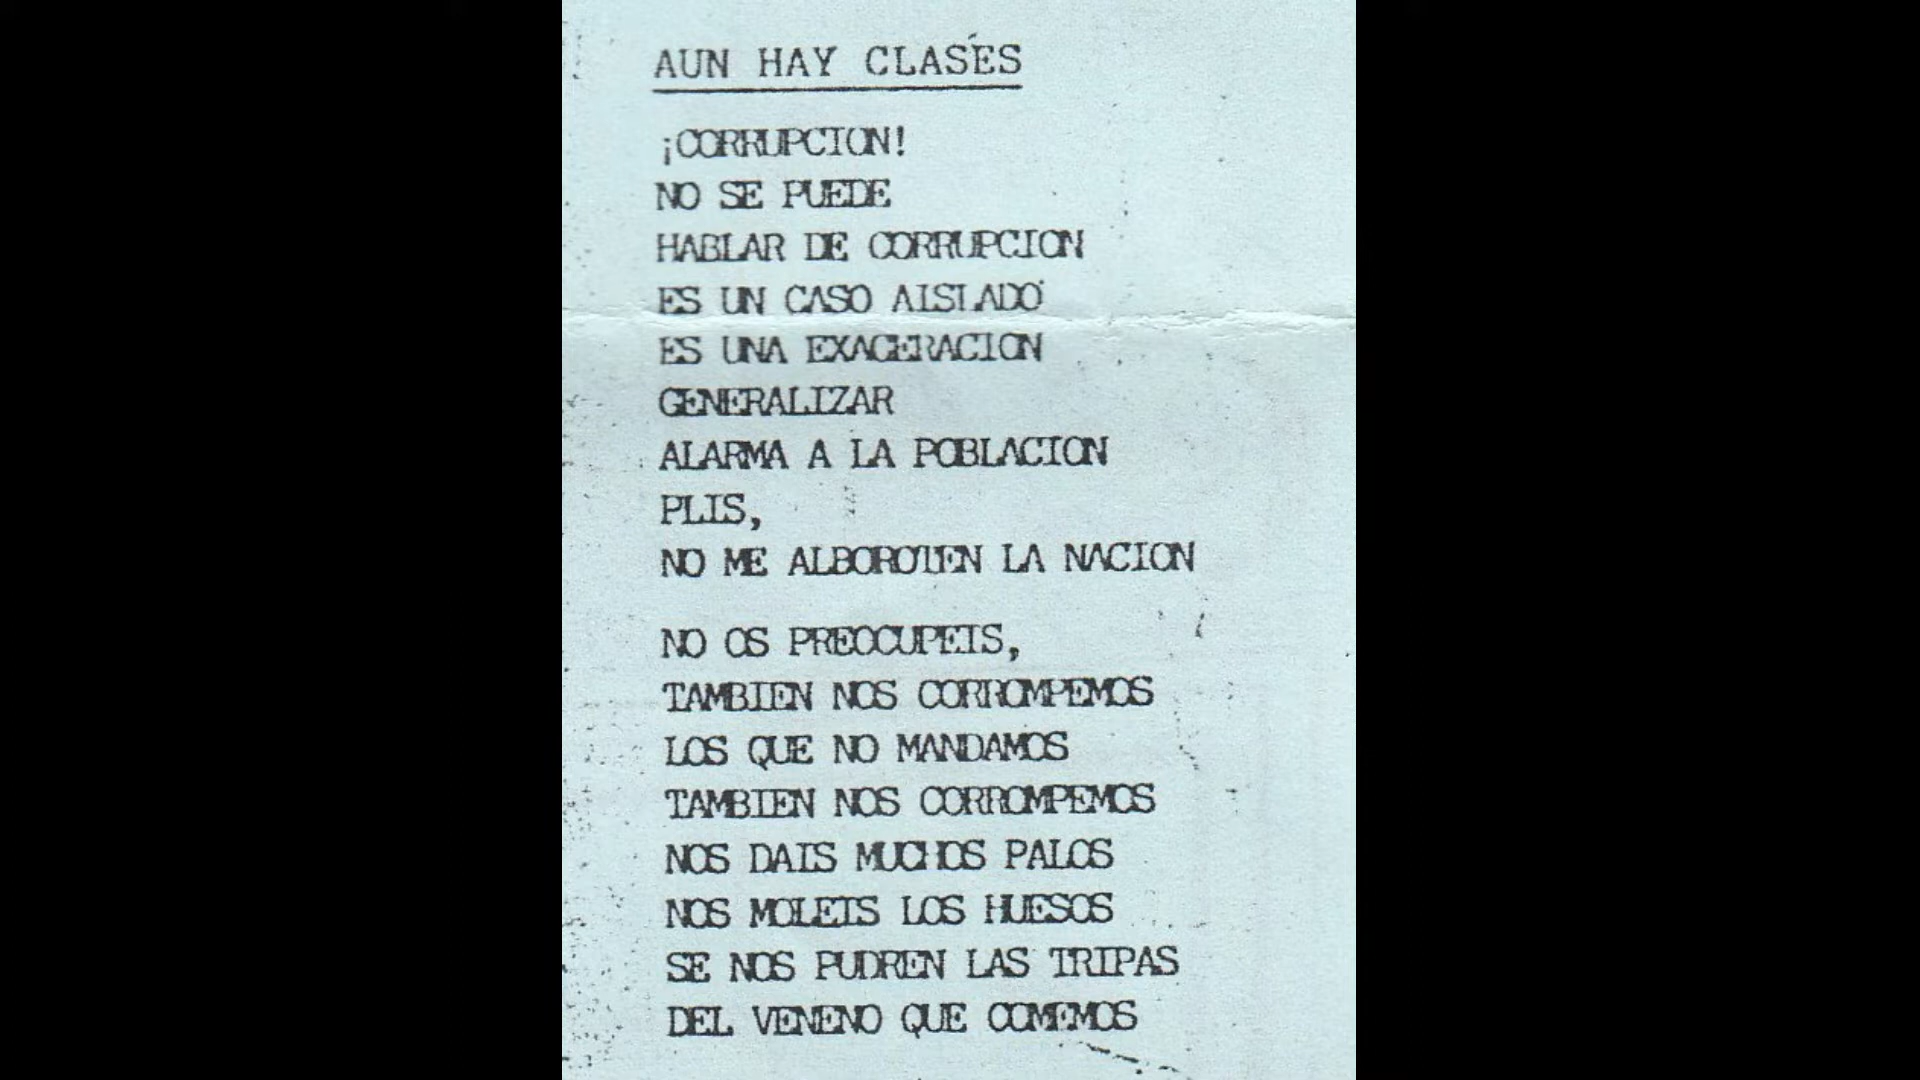 AUN HAY CLASES
¡CORRUPCION!
NO SE PUEDE
HABLAR DE CORRUPCION
ES UN CASO AISLADO
ES UNA EXAGERACION
GENERALIZAR
ALARMA A LA POBLACION
PLIS,
NO ME ALBOROTEN LA NACION
NO OS PREOCUPEIS,
TAMBIEN NOS CORROMPEMOS
LOS QUE NO MANDAMOS
TAMBIEN NOS CORROMPEMOS
NOS DAIS MUCHOS PALOS
NOS MOLEIS LOS HUESOS
SE NOS PUDREN LAS TRIPAS
DEL VENENO QUE COMEMOS